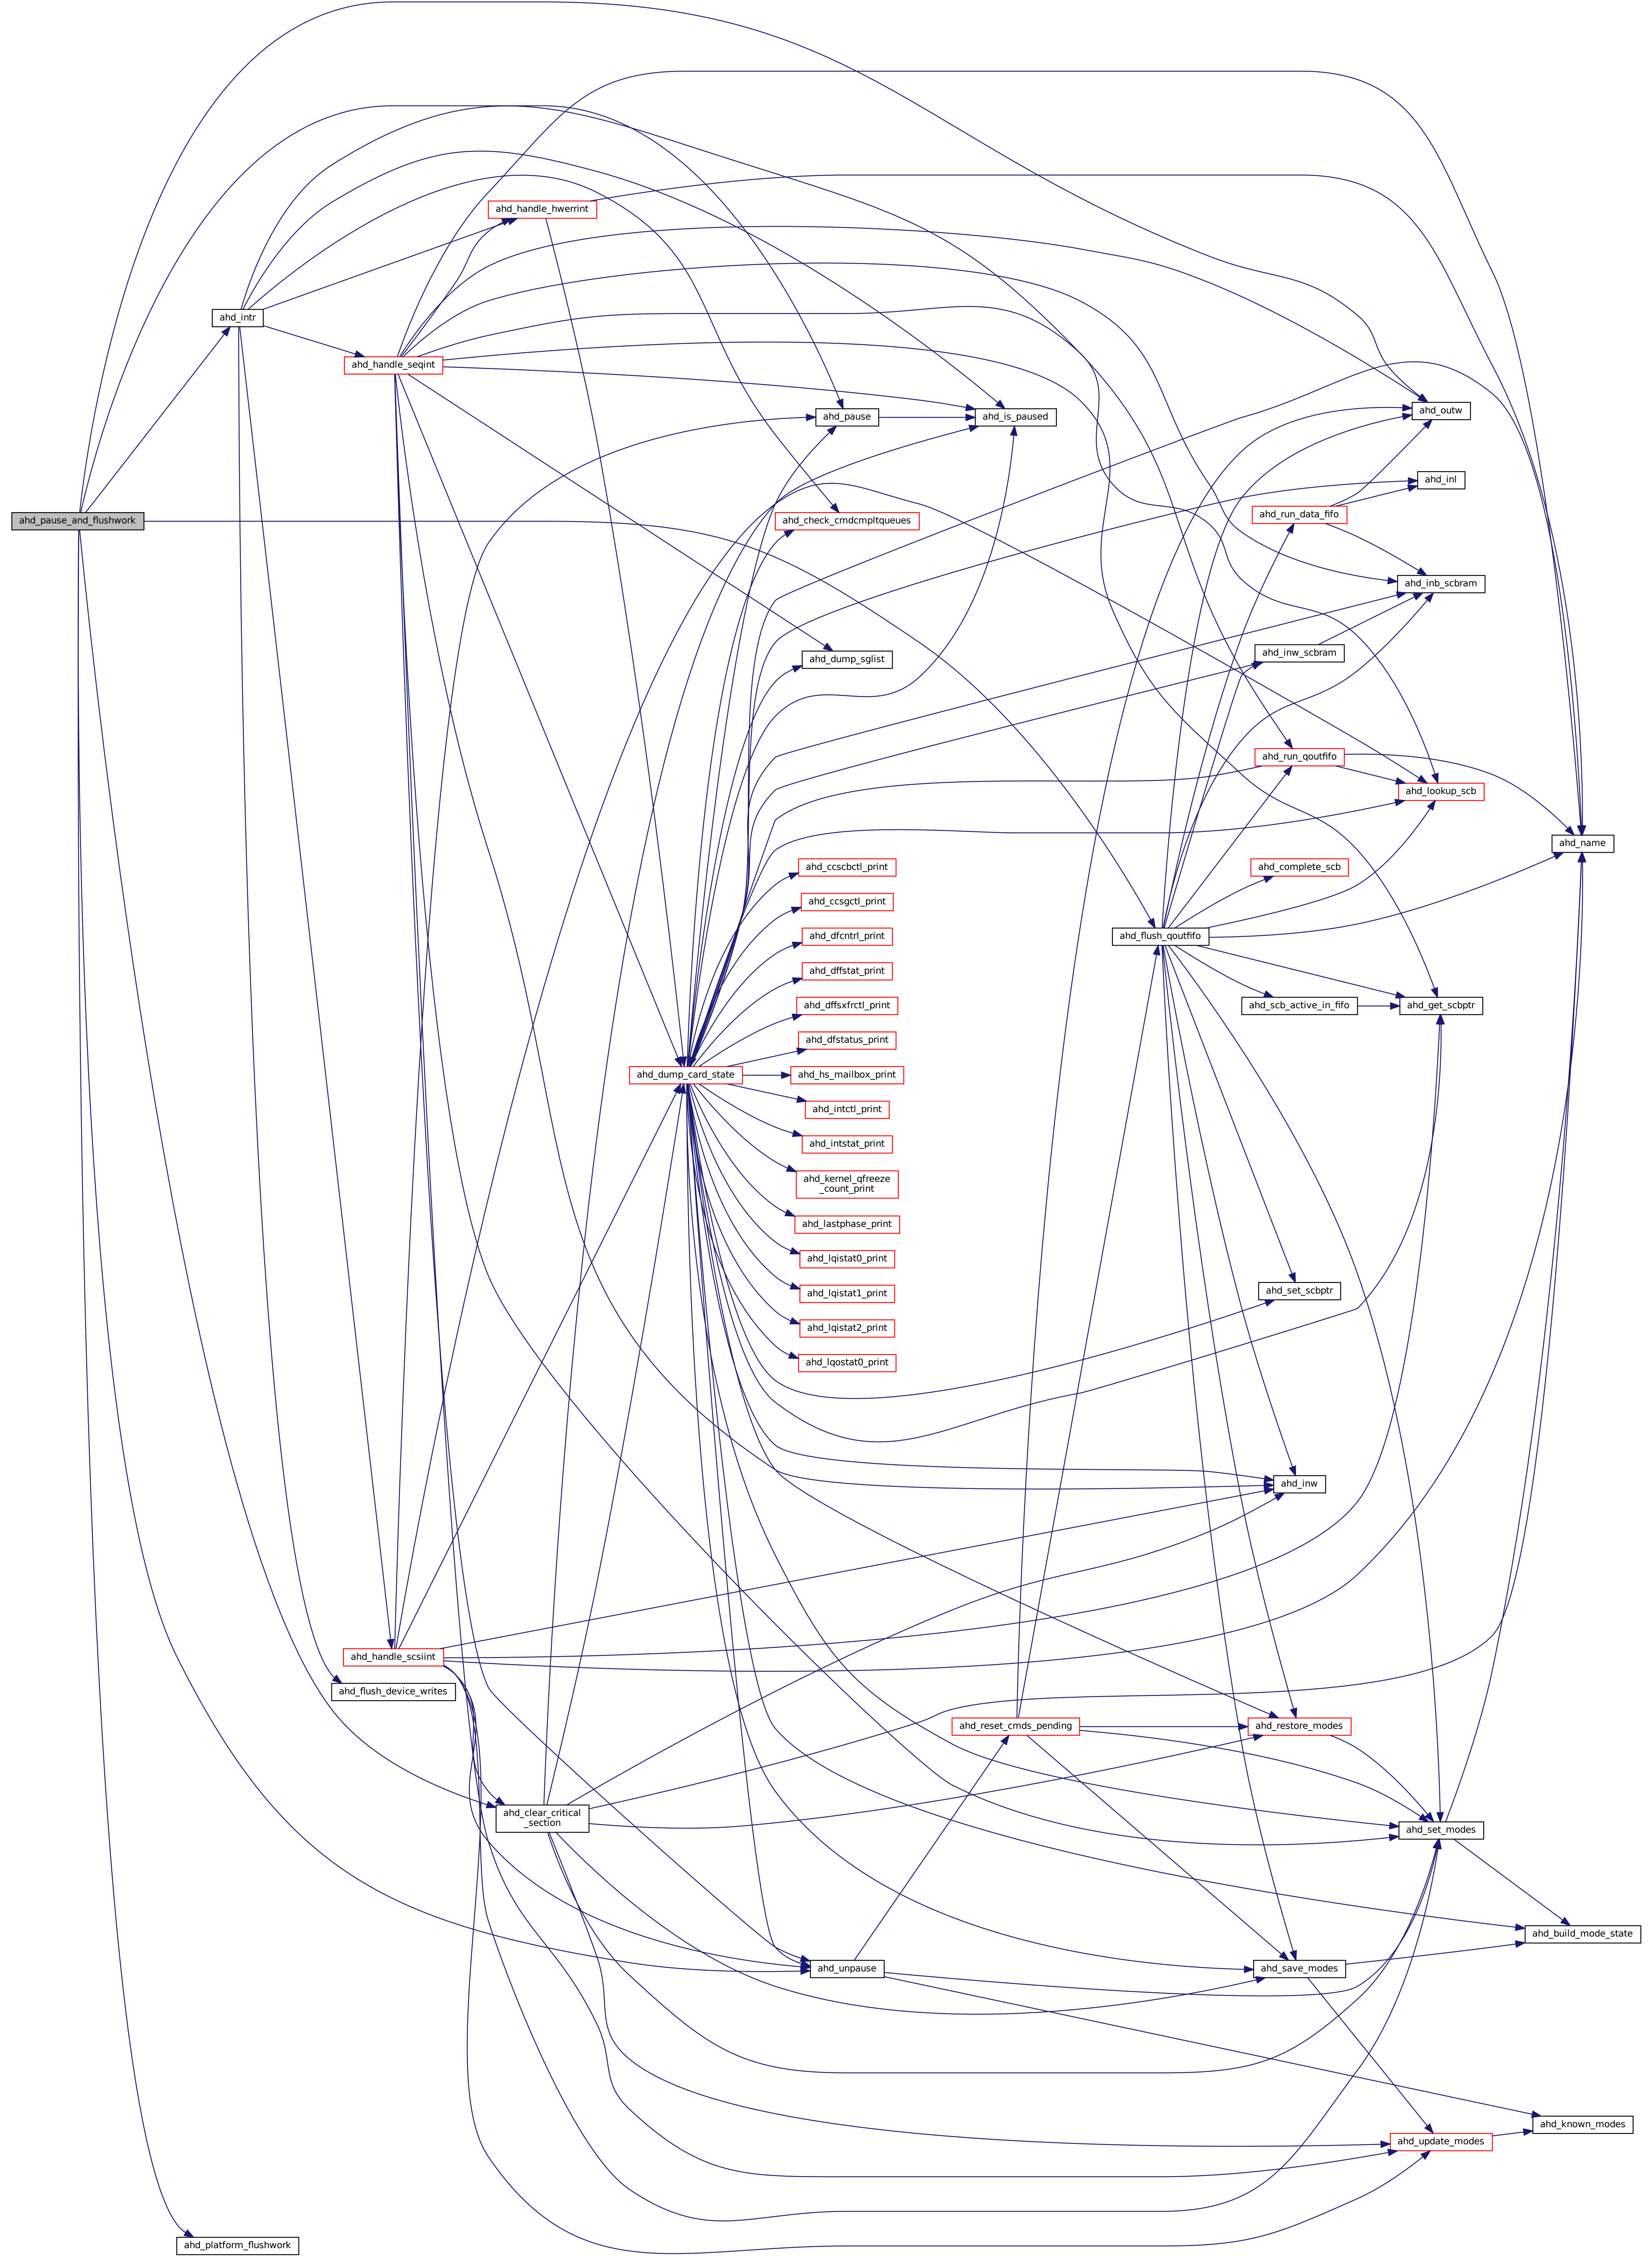 ahd_handle_hwerrint
ahd_intr
ahd_handle_seqint
ahd_outw
ahd_pause
ahd_is_paused
ahd_inl
ahd_run_data_fifo
ahd_pause_and_flushwork
ahd_check_cmdcmpltqueues
ahd_inb_scbram
ahd_inw_scbram
ahd_dump_sglist
ahd_run_qoutfifo
ahd_lookup_scb
ahd_name
ahd_ccscbctl_print
ahd_complete_scb
ahd_ccsgctl_print
ahd_dfcntrl_print
ahd_flush_qoutfifo
ahd_dffstat_print
ahd_dffsxfrctl_print
ahd_scb_active_in_fifo
ahd_get_scbptr
ahd_dfstatus_print
ahd_dump_card_state
ahd_hs_mailbox_print
ahd_intctl_print
ahd_intstat_print
ahd_kernel_qfreeze
_count_print
ahd_lastphase_print
ahd_lqistat0_print
ahd_set_scbptr
ahd_lqistat1_print
ahd_lqistat2_print
ahd_lqostat0_print
ahd_inw
ahd_handle_scsiint
ahd_flush_device_writes
ahd_reset_cmds_pending
ahd_restore_modes
ahd_clear_critical
_section
ahd_set_modes
ahd_build_mode_state
ahd_unpause
ahd_save_modes
ahd_known_modes
ahd_update_modes
ahd_platform_flushwork